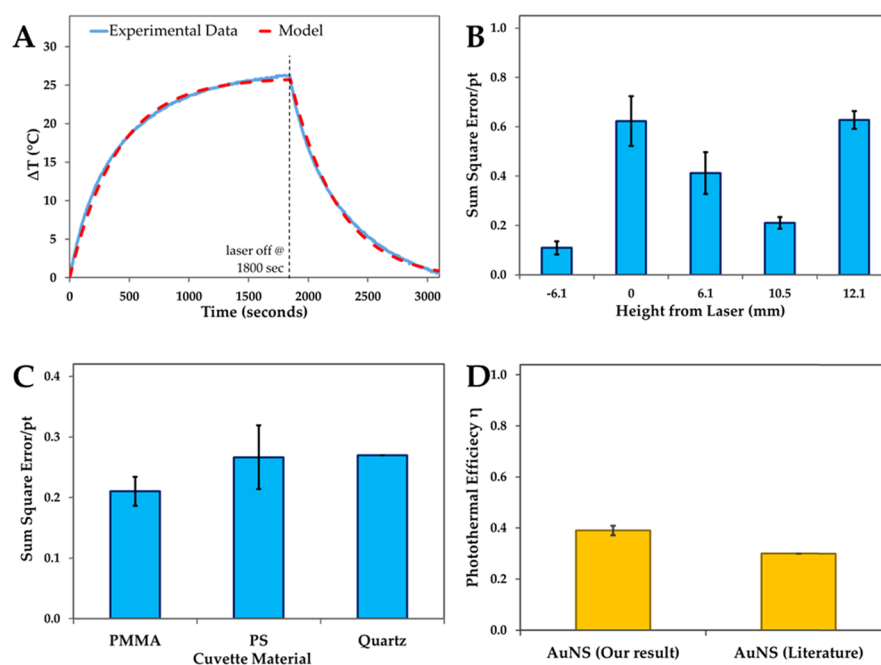 A
Experimental Data
Model
30
25
20
15
10
5
0
ΔT (°C)
laser off @
1800 sec
0 500 1000 1500 2000 2500 3000
Time (seconds)
B
1.0
0.8
0.6
0.4
0.2
0.0
Sum Square Error/pt
-6.1 0 6.1 10.5 12.1
Height from Laser (mm)
C
0.4
0.3
0.2
0.1
0.0
Sum Square Error/pt
PMMA PS Quartz
Cuvette Material
D
1.0
0.8
0.6
0.4
0.2
0.0
Photothermal Efficiecy η
AuNS (Our result) AuNS (Literature)